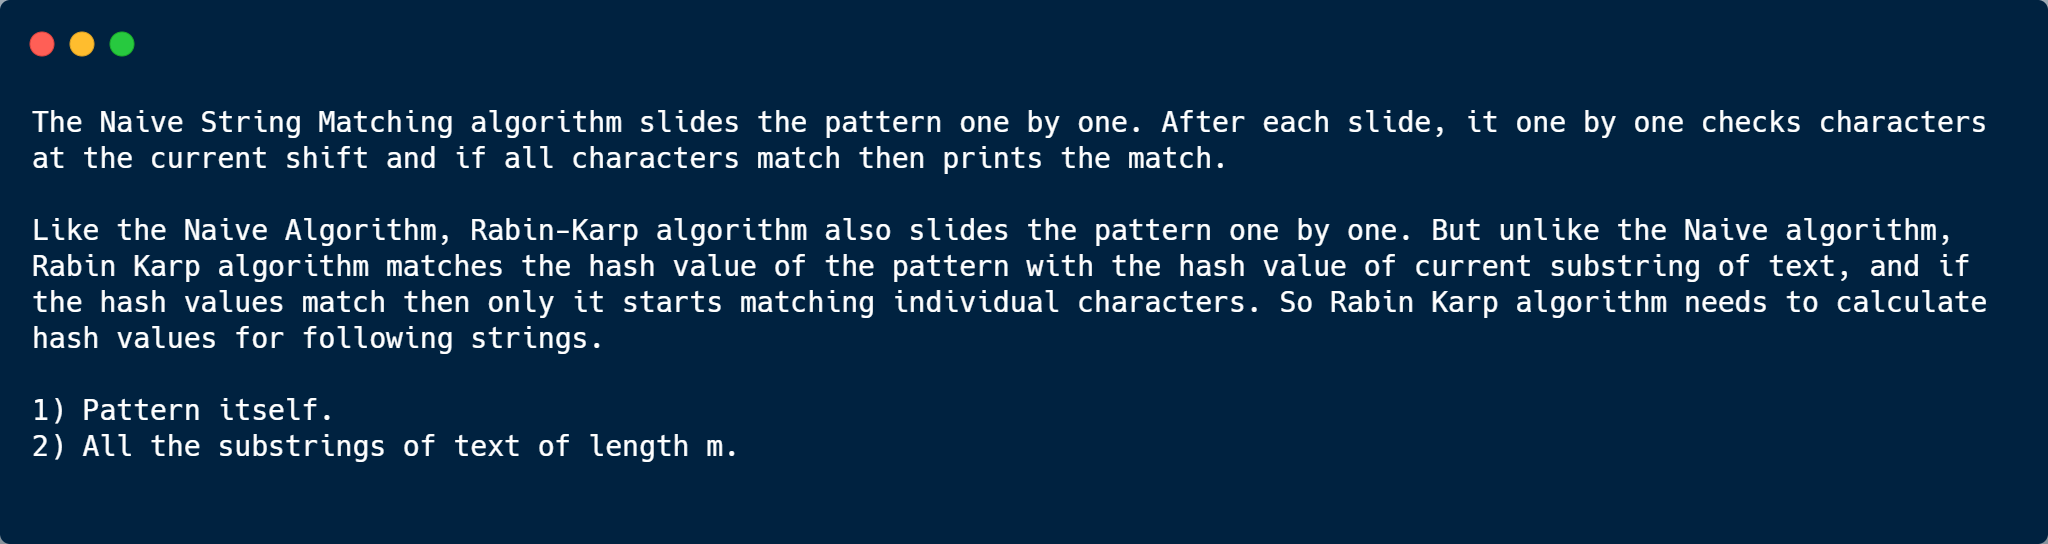 The Naive String Matching algorithm slides the pattern one by one. After each slide, it one by one checks characters
at the current shift and if all characters match then prints the match.
Like the Naive Algorithm, Rabin-Karp algorithm also slides the pattern one by one. But unlike the Naive algorithm,
Rabin Karp algorithm matches the hash value of the pattern with the hash value of current substring of text, and if
the hash values match then only it starts matching individual characters. So Rabin Karp algorithm needs to calculate
hash values for following strings.
1) Pattern itself.
2) All the substrings of text of length m.